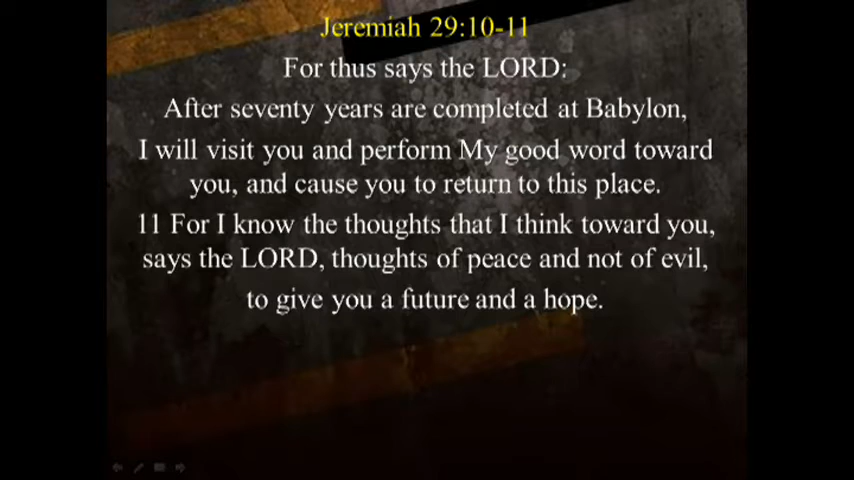 Jeremiah 29:10-11
For thus says the LORD:
After seventy years are completed at Babylon,
I will visit you and perform My good word toward
you, and cause you to return to this place.
11 For I know the thoughts that I think toward you,
says the LORD, thoughts of peace and not of evil,
to give you a future and a hope.